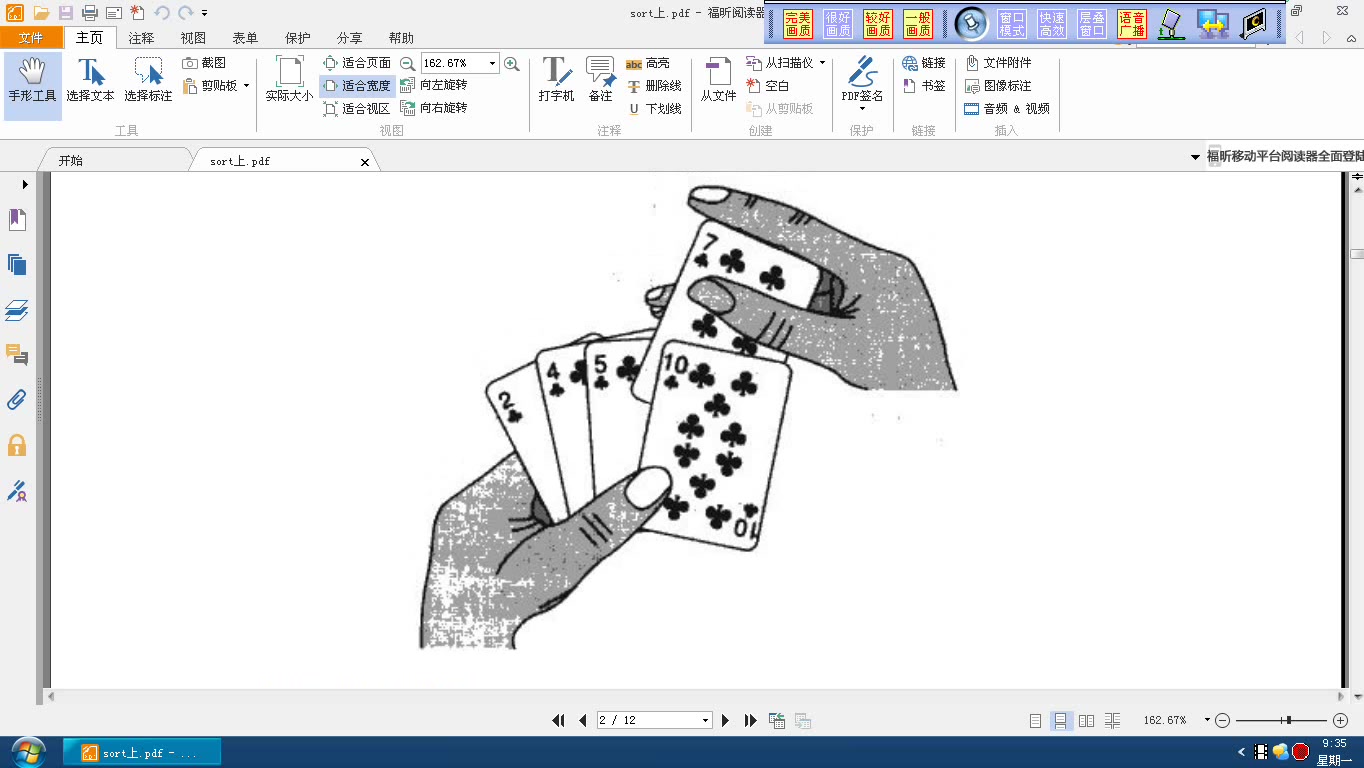 sort上.pdf - 福昕阅读器
完美画质 很好画质 较好画质 一般画质 窗口模式 快速高效 层叠窗口 语音广播
文件 主页 注释 视图 表单 保护 分享 帮助
手形工具 选择文本 选择标注 截图 剪贴板
工具
实际大小 适合页面 适合宽度 适合视区 162.67% 向左旋转 向右旋转
视图
打字机 备注 abc 高亮 删除线 下划线
注释
从文件 从扫描仪 空白 从剪贴板
创建
PDF签名
保护
链接 书签
链接
文件附件 图像标注 音频 & 视频
插入
开始 sort上.pdf 福昕移动平台阅读器全面登陆
7
2 4 5 10
10
2 / 12 162.67%
sort上.pdf - ... 9:35
星期一